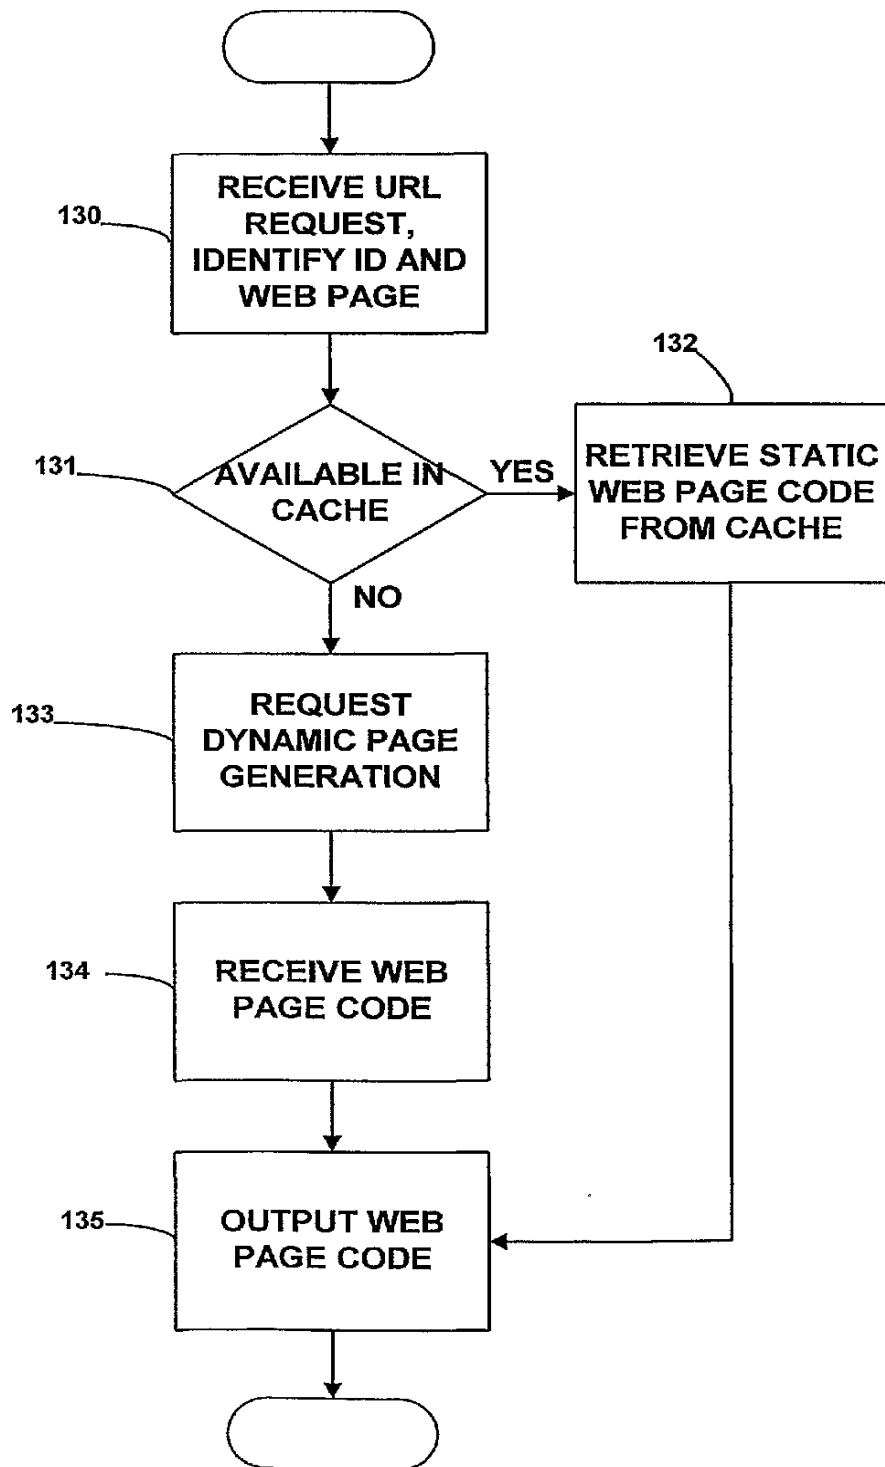 130
RECEIVE URL
REQUEST,
IDENTIFY ID AND
WEB PAGE
131
AVAILABLE IN
CACHE
YES
132
RETRIEVE STATIC
WEB PAGE CODE
FROM CACHE
NO
133
REQUEST
DYNAMIC PAGE
GENERATION
134
RECEIVE WEB
PAGE CODE
135
OUTPUT WEB
PAGE CODE